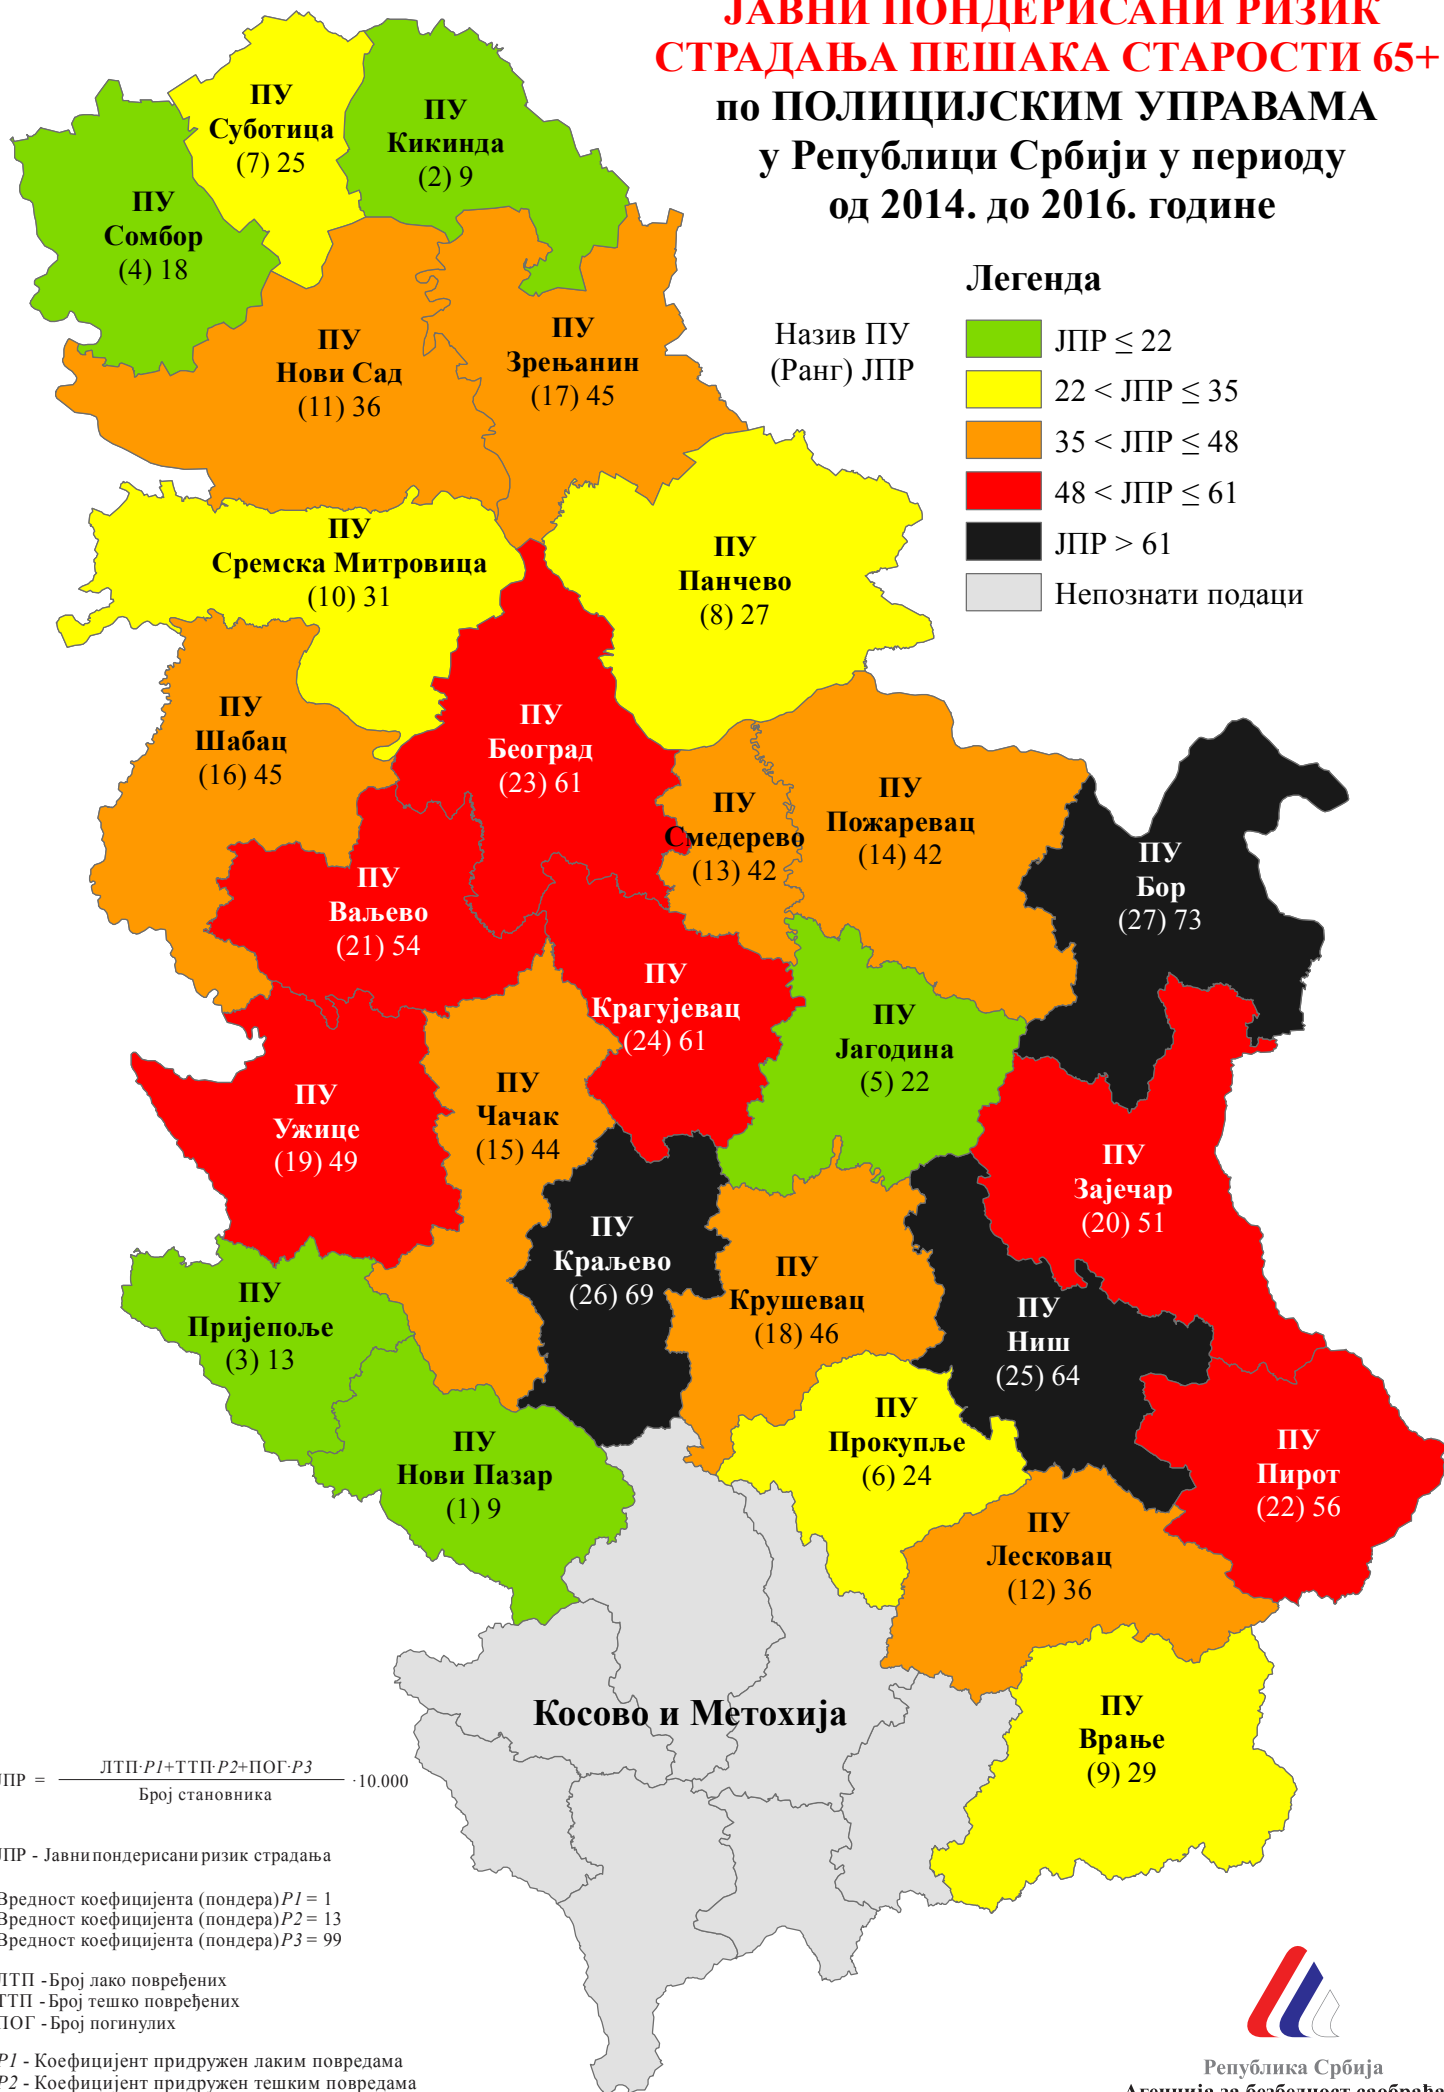 ЈАВНИ ПОНДЕРИСАНИ РИЗИК
СТРАДАЊА ПЕШАКА СТАРОСТИ 65+
по ПОЛИЦИЈСКИМ УПРАВАМА
у Републици Србији у периоду
од 2014. до 2016. године
Легенда
Назив ПУ
(Ранг) ЈПР
ЈПР ≤ 22
22 < ЈПР ≤ 35
35 < ЈПР ≤ 48
48 < ЈПР ≤ 61
ЈПР > 61
Непознати подаци
ПУ
Суботица
(7) 25
ПУ
Кикинда
(2) 9
ПУ
Сомбор
(4) 18
ПУ
Нови Сад
(11) 36
ПУ
Зрењанин
(17) 45
ПУ
Сремска Митровица
(10) 31
ПУ
Панчево
(8) 27
ПУ
Шабац
(16) 45
ПУ
Београд
(23) 61
ПУ
Смедерево
(13) 42
ПУ
Пожаревац
(14) 42
ПУ
Бор
(27) 73
ПУ
Ваљево
(21) 54
ПУ
Крагујевац
(24) 61
ПУ
Јагодина
(5) 22
ПУ
Ужице
(19) 49
ПУ
Чачак
(15) 44
ПУ
Зајечар
(20) 51
ПУ
Краљево
(26) 69
ПУ
Крушевац
(18) 46
ПУ
Ниш
(25) 64
ПУ
Пријепоље
(3) 13
ПУ
Прокупље
(6) 24
ПУ
Пирот
(22) 56
ПУ
Нови Пазар
(1) 9
ПУ
Лесковац
(12) 36
Косово и Метохија
ПУ
Врање
(9) 29
ЈПР = ЛТП·P1+ТТП·P2+ПОГ·P3 ·10.000
Број становника
ЈПР - Јавни пондерисани ризик страдања
Вредност коефицијента (пондера) P1 = 1
Вредност коефицијента (пондера) P2 = 13
Вредност коефицијента (пондера) P3 = 99
ЛТП - Број лако повређених
ТТП - Број тешко повређених
ПОГ - Број погинулих
P1 - Коефицијент придружен лаким повредама
P2 - Коефицијент придружен тешким повредама
Република Србија
Агенција за безбедност саобраћа